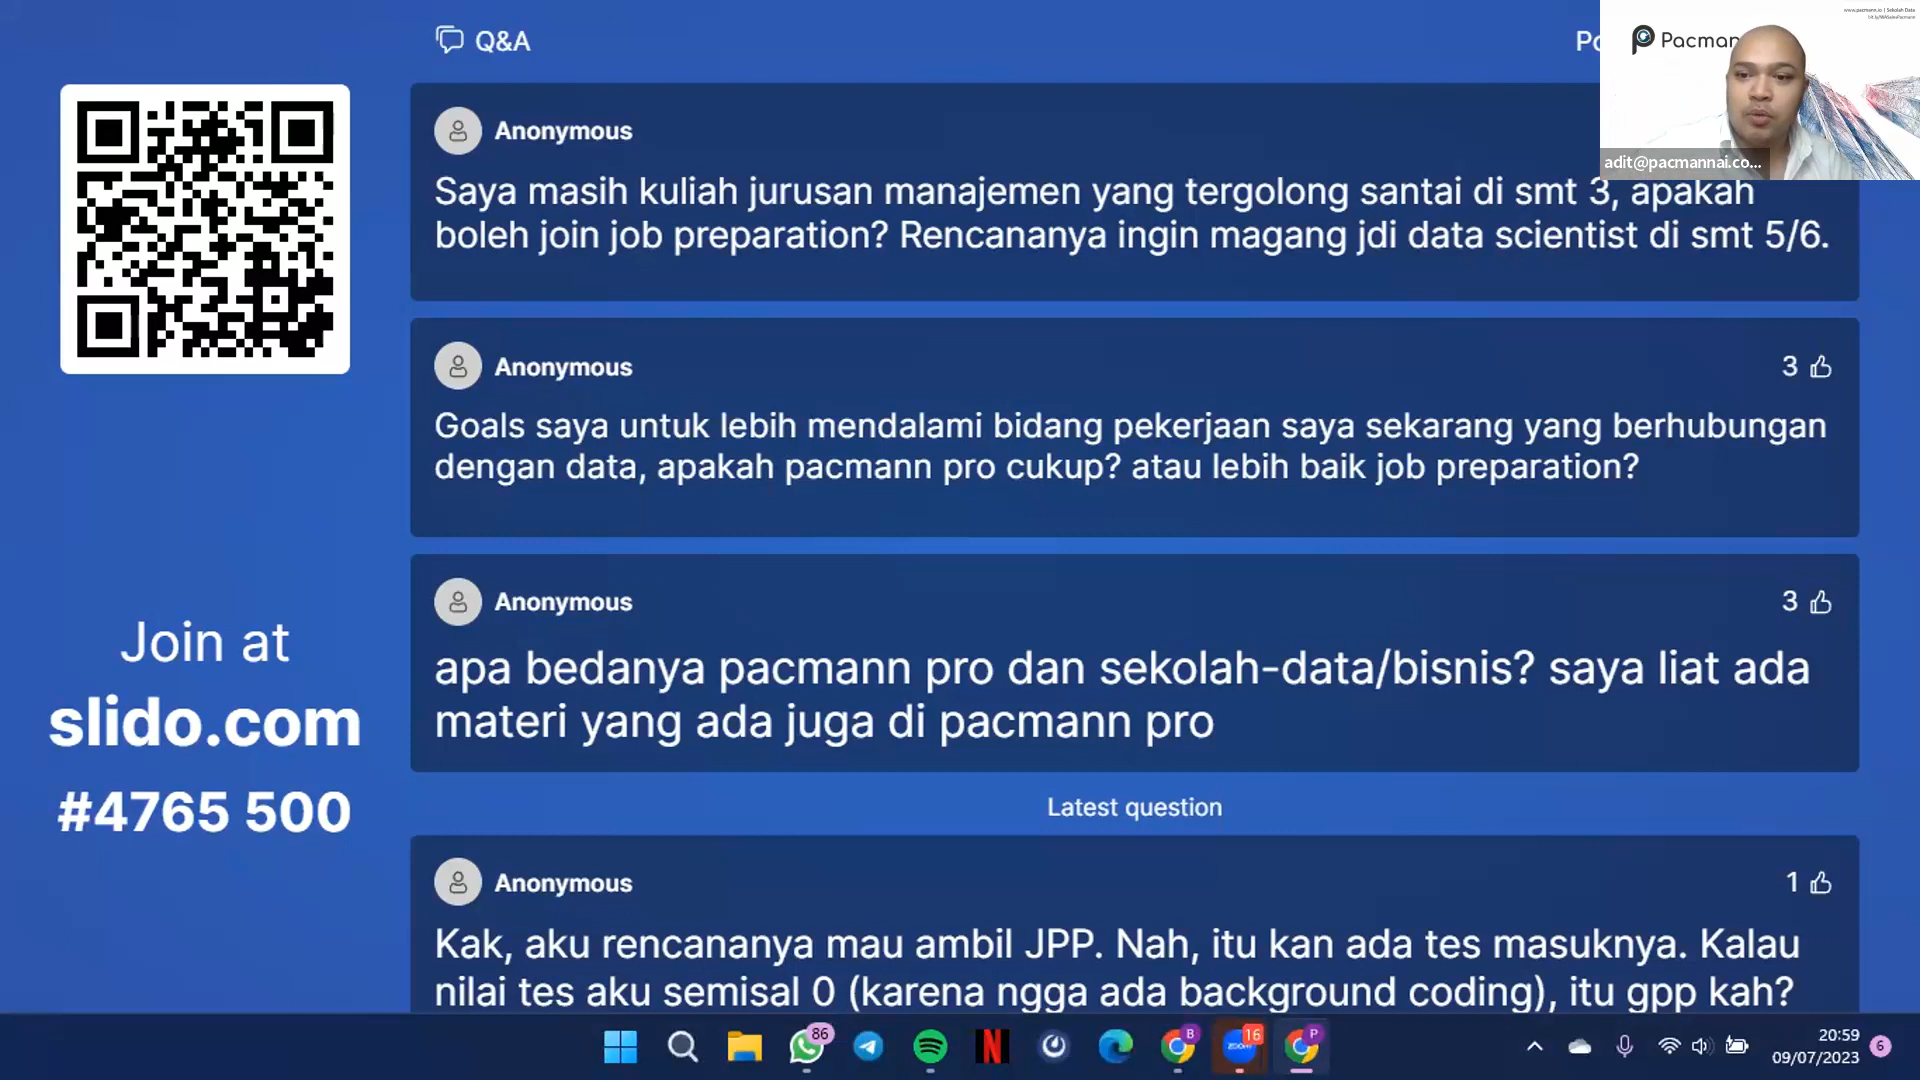 Q&A
www.pacmann.io | Sekolah Data
Pacman
adit@pacmannai.co...
Anonymous
Saya masih kuliah jurusan manajemen yang tergolong santai di smt 3, apakah
boleh join job preparation? Rencananya ingin magang jdi data scientist di smt 5/6.
Anonymous
3
Goals saya untuk lebih mendalami bidang pekerjaan saya sekarang yang berhubungan
dengan data, apakah pacmann pro cukup? atau lebih baik job preparation?
Anonymous
3
apa bedanya pacmann pro dan sekolah-data/bisnis? saya liat ada
materi yang ada juga di pacmann pro
Join at
slido.com
#4765 500
Latest question
Anonymous
1
Kak, aku rencananya mau ambil JPP. Nah, itu kan ada tes masuknya. Kalau
nilai tes aku semisal 0 (karena ngga ada background coding), itu gpp kah?
86
N
B
zoom
16
P
20:59
09/07/2023
6